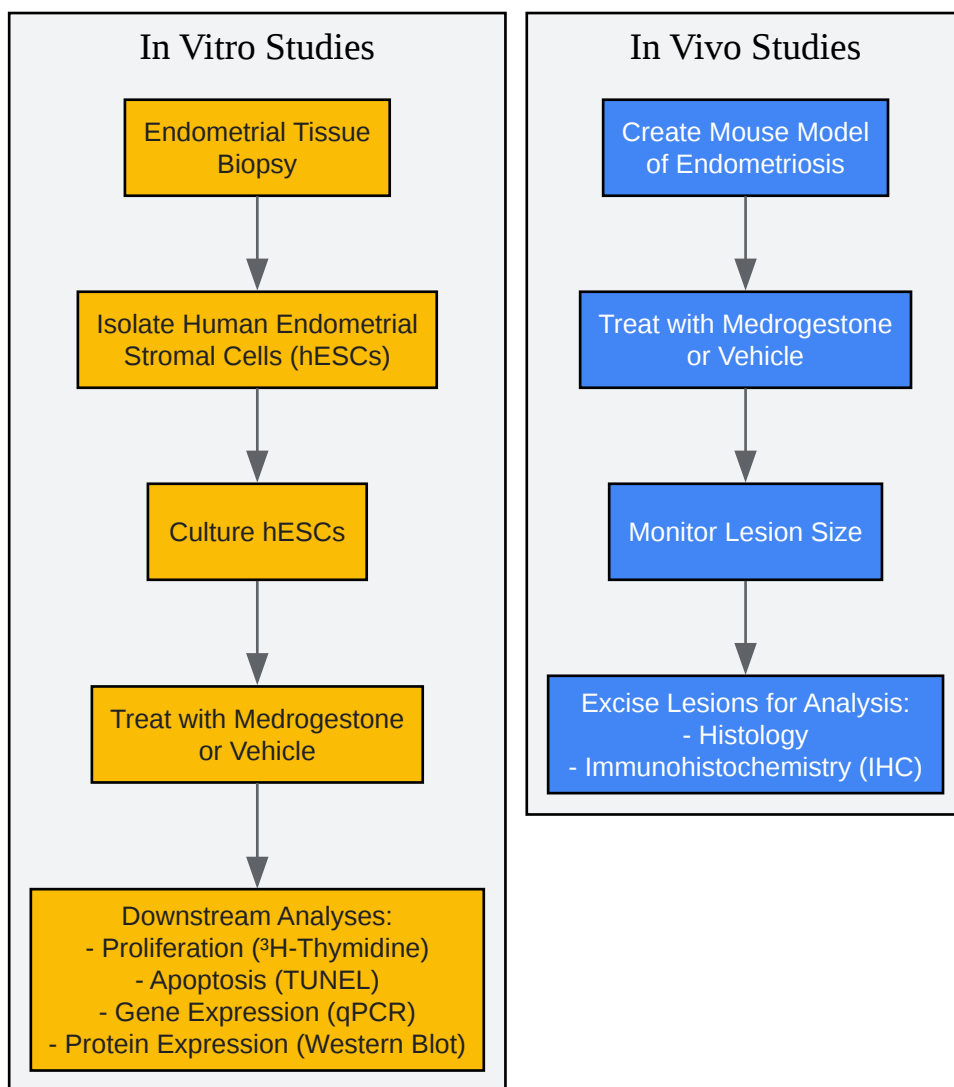 In Vitro Studies
Endometrial Tissue
Biopsy
Isolate Human Endometrial
Stromal Cells (hESCs)
Culture hESCs
Treat with Medrogestone
or Vehicle
Downstream Analyses:
- Proliferation (³H-Thymidine)
- Apoptosis (TUNEL)
- Gene Expression (qPCR)
- Protein Expression (Western Blot)
In Vivo Studies
Create Mouse Model
of Endometriosis
Treat with Medrogestone
or Vehicle
Monitor Lesion Size
Excise Lesions for Analysis:
- Histology
- Immunohistochemistry (IHC)